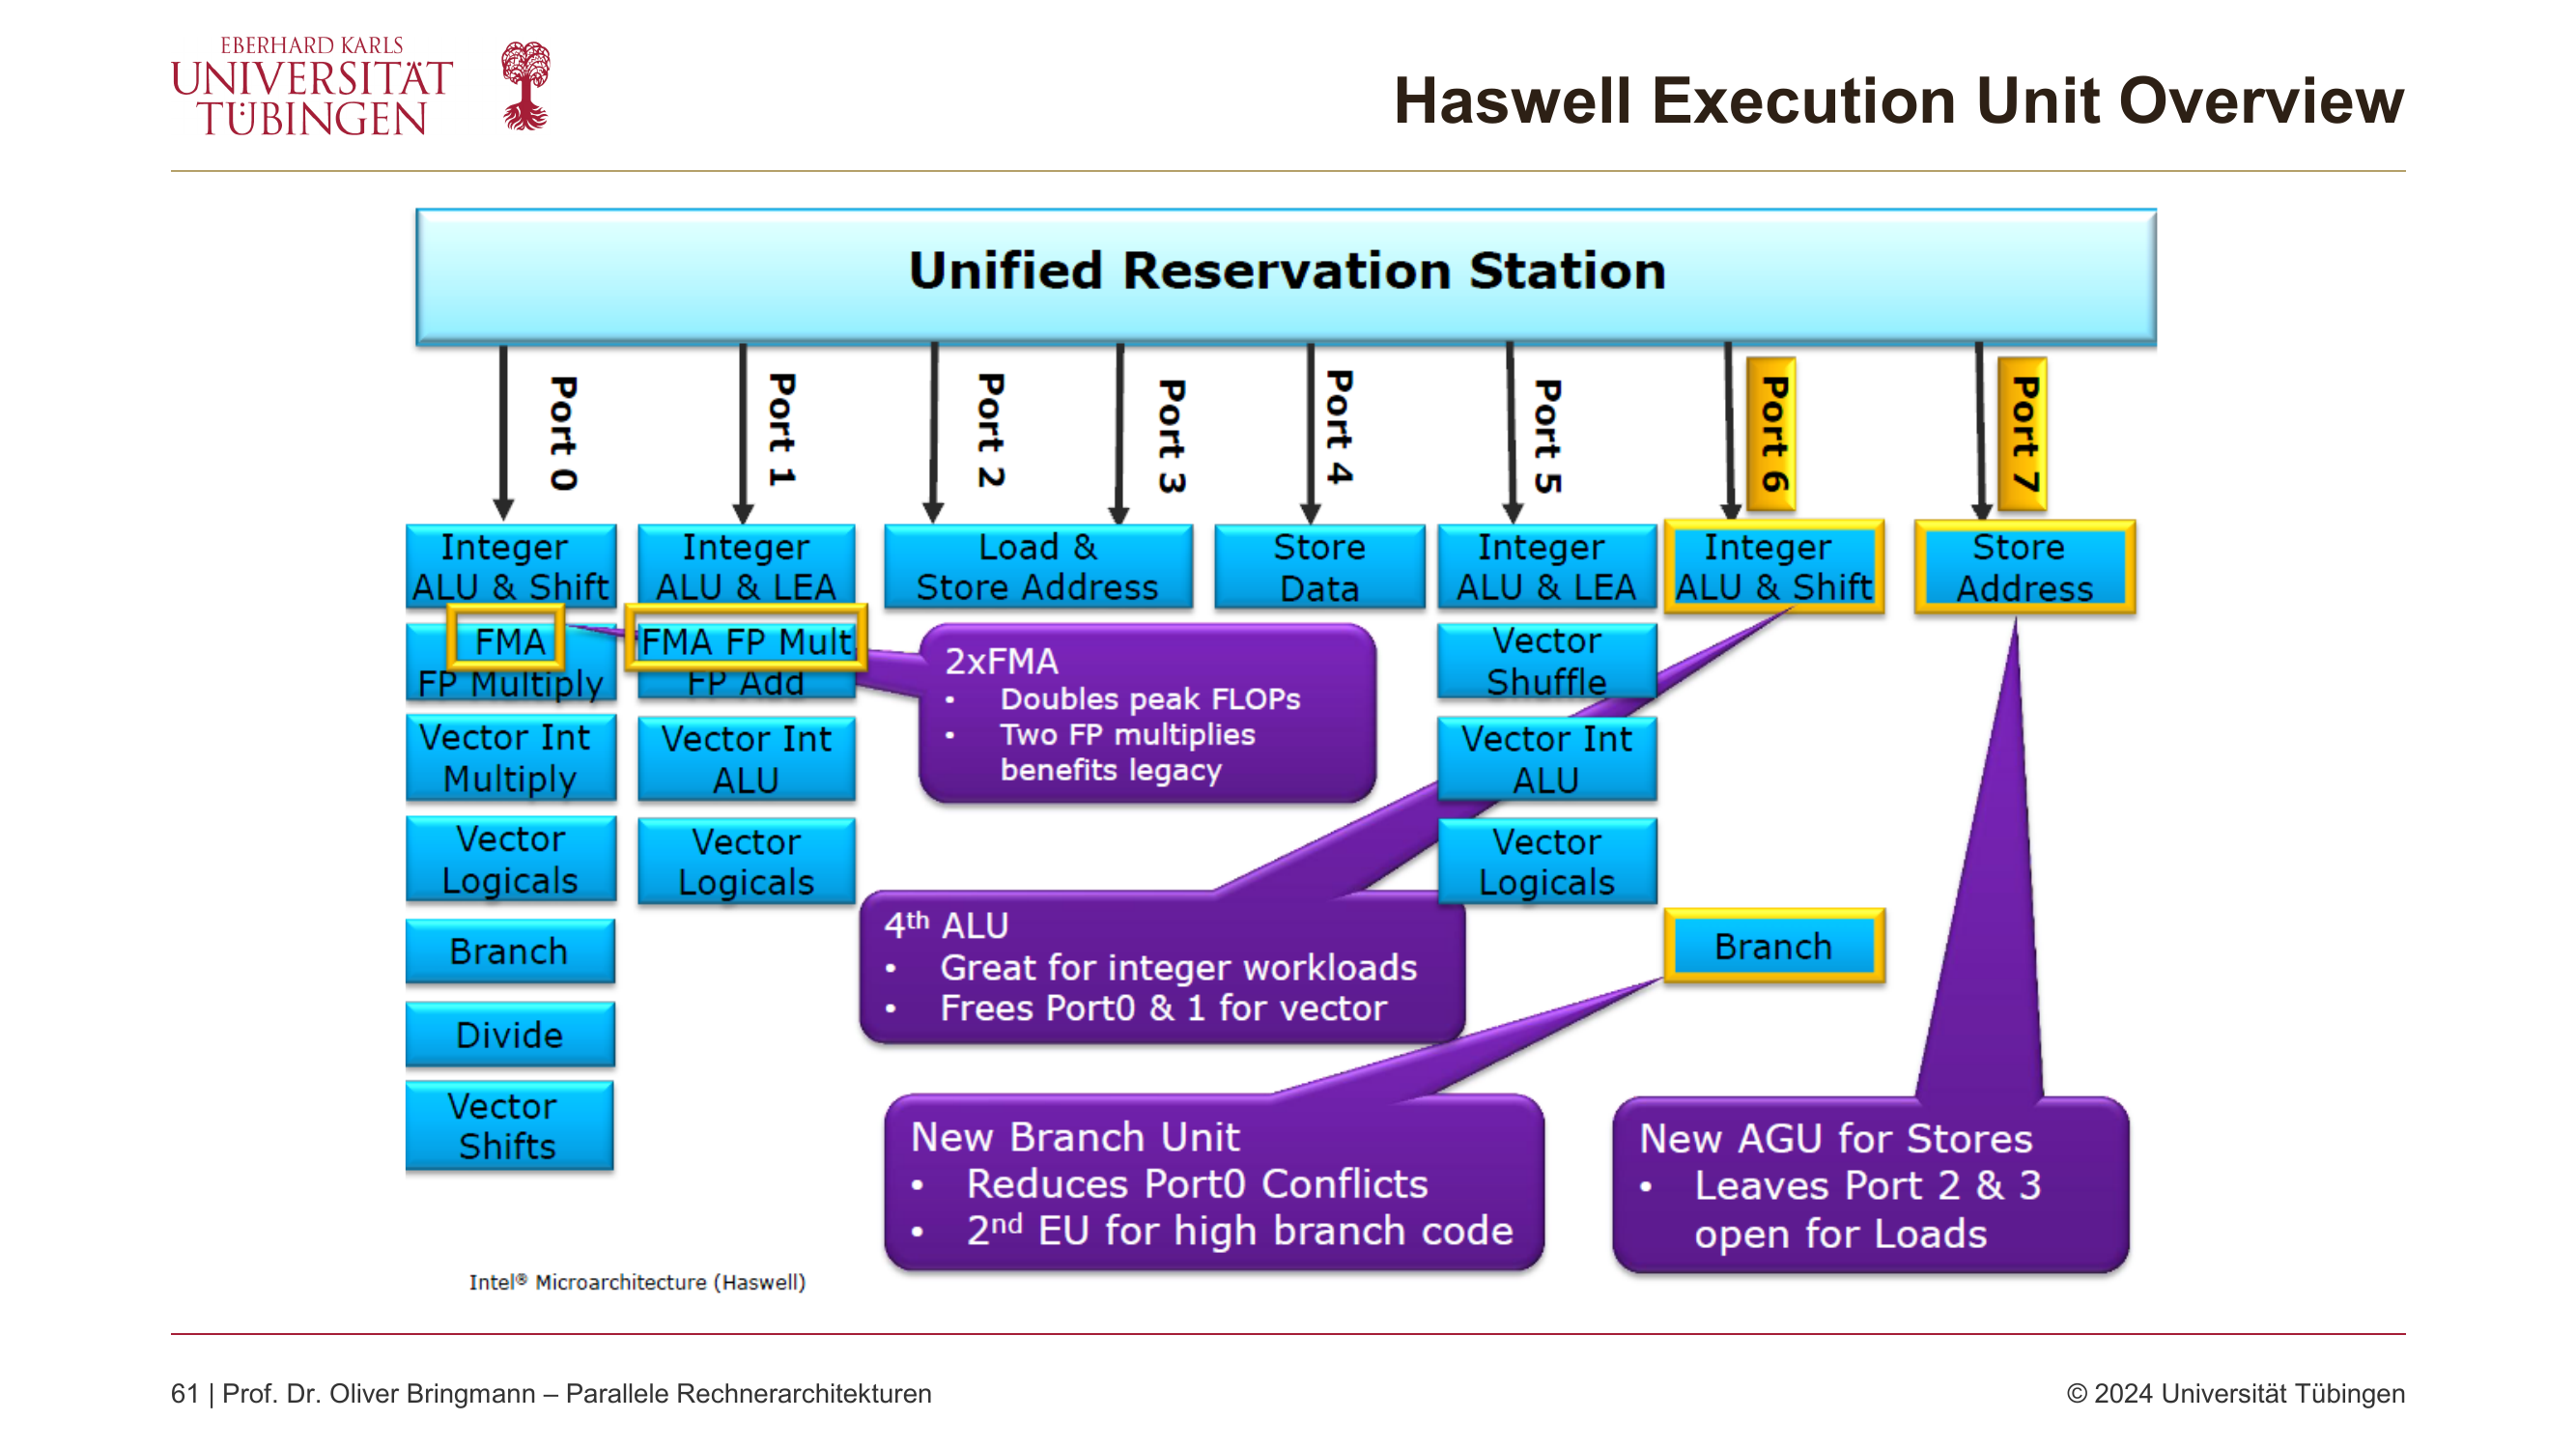 EBERHARD KARLS
UNIVERSITÄT
TÜBINGEN
Haswell Execution Unit Overview
Unified Reservation Station
Port 0
Port 1
Port 2
Port 3
Port 4
Port 5
Port 6
Port 7
Integer
ALU & Shift
FMA
FP Multiply
Vector Int
Multiply
Vector
Logicals
Branch
Divide
Vector
Shifts
Integer
ALU & LEA
FMA FP Mult
FP Add
Vector Int
ALU
Vector
Logicals
Load &
Store Address
Store
Data
Integer
ALU & LEA
Vector
Shuffle
Vector Int
ALU
Vector
Logicals
Integer
ALU & Shift
Branch
Store
Address
2xFMA
• Doubles peak FLOPs
• Two FP multiplies
benefits legacy
4th ALU
• Great for integer workloads
• Frees Port0 & 1 for vector
New Branch Unit
• Reduces Port0 Conflicts
• 2nd EU for high branch code
New AGU for Stores
• Leaves Port 2 & 3
open for Loads
Intel® Microarchitecture (Haswell)
61 | Prof. Dr. Oliver Bringmann – Parallele Rechnerarchitekturen
© 2024 Universität Tübingen